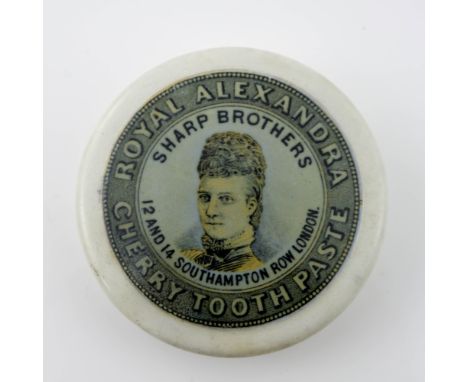 ROYAL ALEXANDRA
CHERRY TOOTH PASTE
SHARP BROTHERS
12 AND 14 SOUTHAMPTON ROW LONDON.